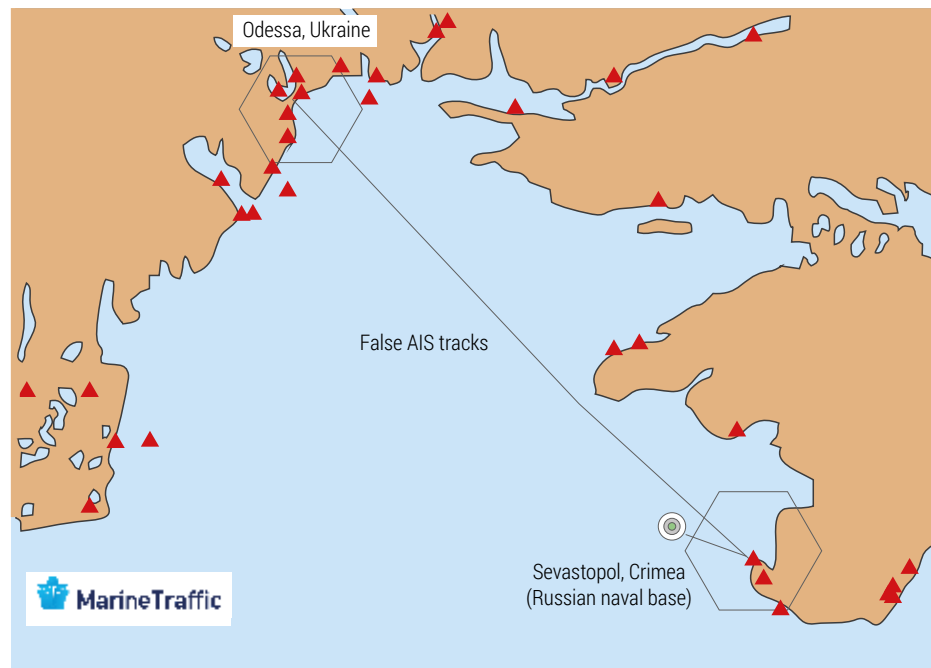 Odessa, Ukraine
False AIS tracks
Sevastopol, Crimea
(Russian naval base)
MarineTraffic